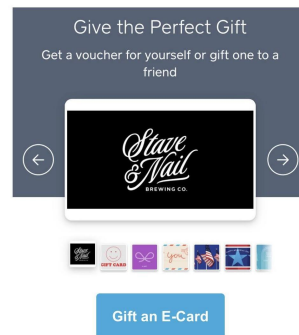 Give the Perfect Gift
Get a voucher for yourself or gift one to a
friend
Stave
& Nail
BREWING CO.
GIFT CARD
you
Gift an E-Card